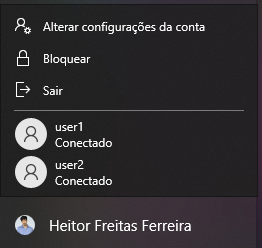 Alterar configurações da conta
Bloquear
Sair
user1
Conectado
user2
Conectado
Heitor Freitas Ferreira